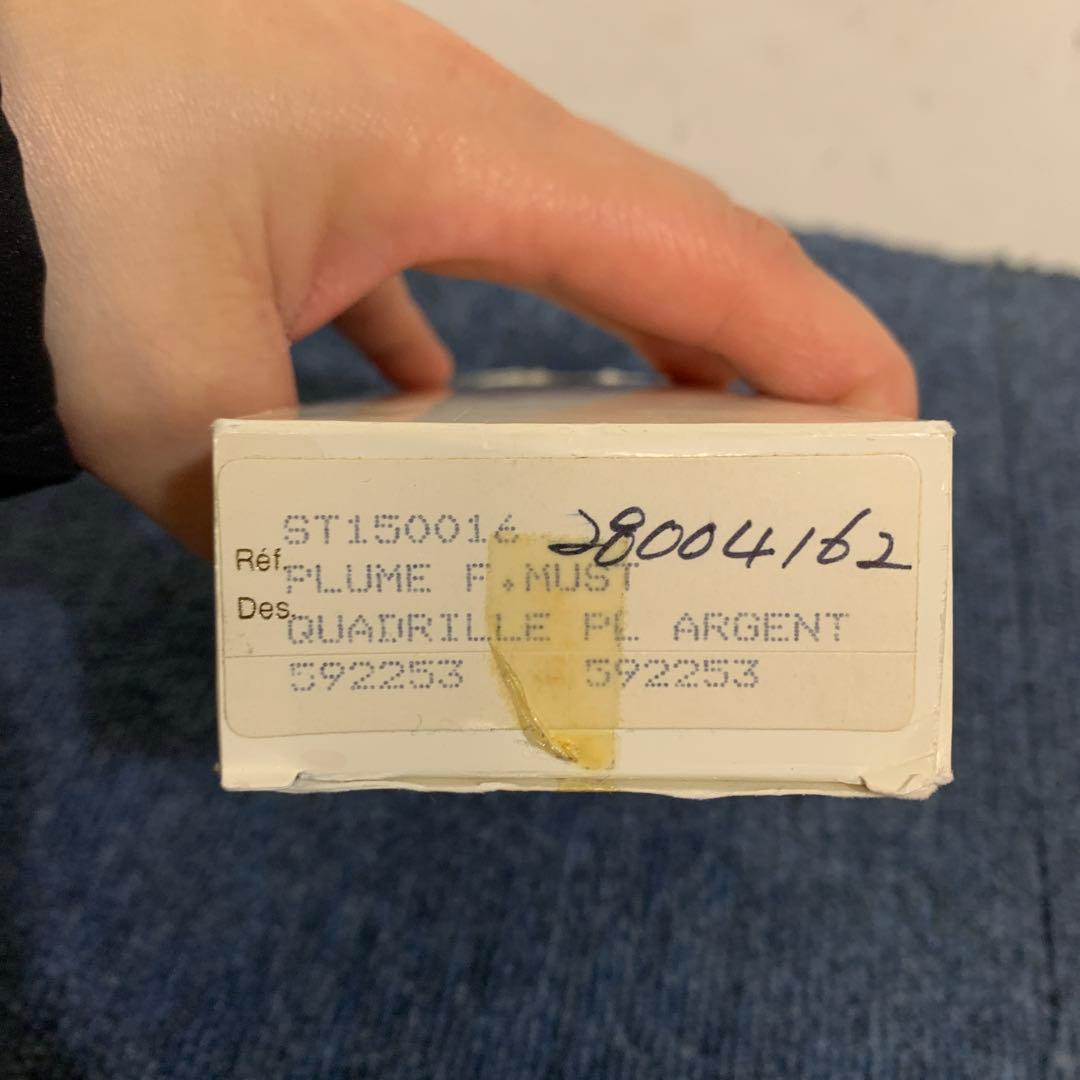 ST150016 28004162
Réf. PLUME F.MUST
Des. QUADRILLE PL ARGENT
592253 592253